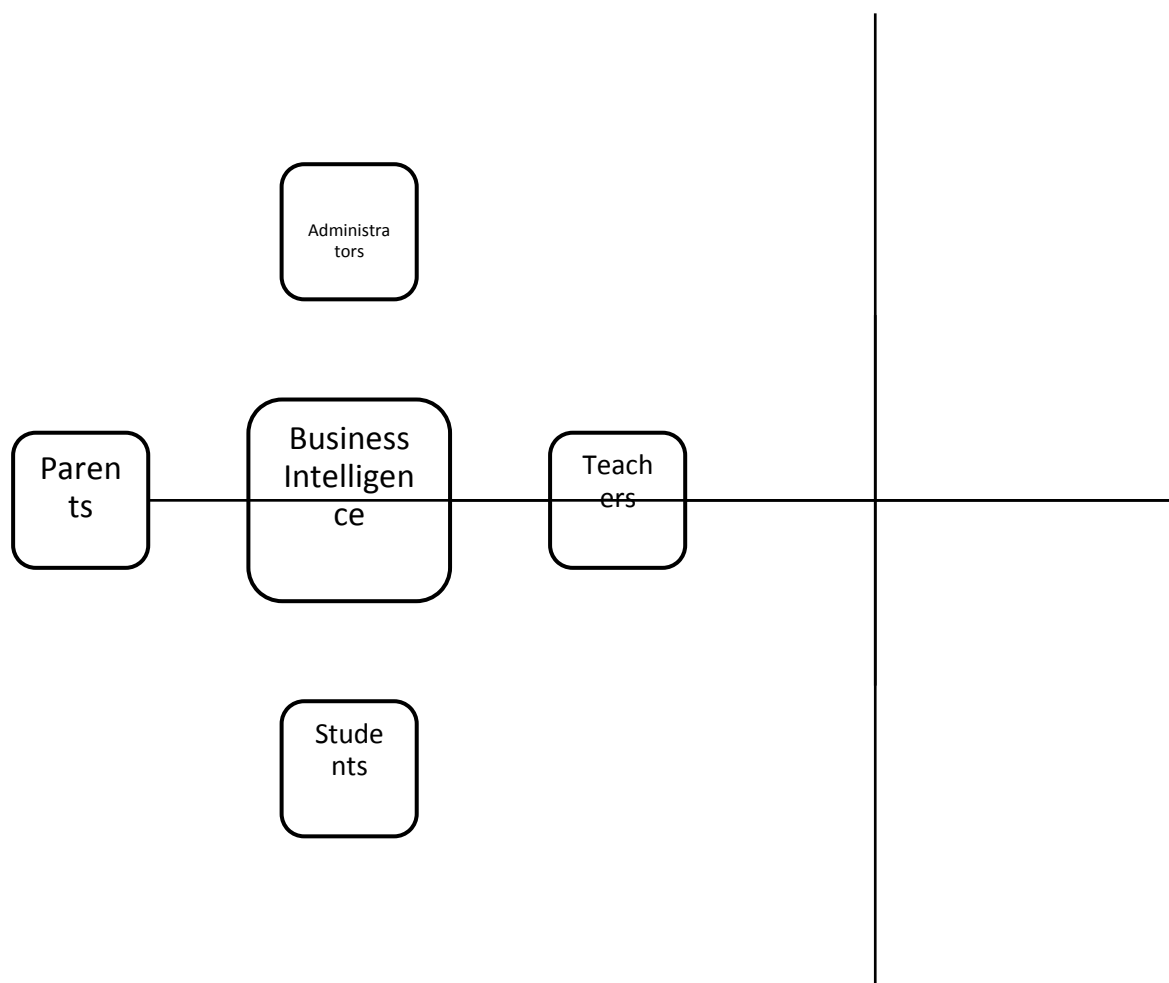 Administra
tors
Business
Intelligen
ce
Paren
ts
Teach
ers
Stude
nts